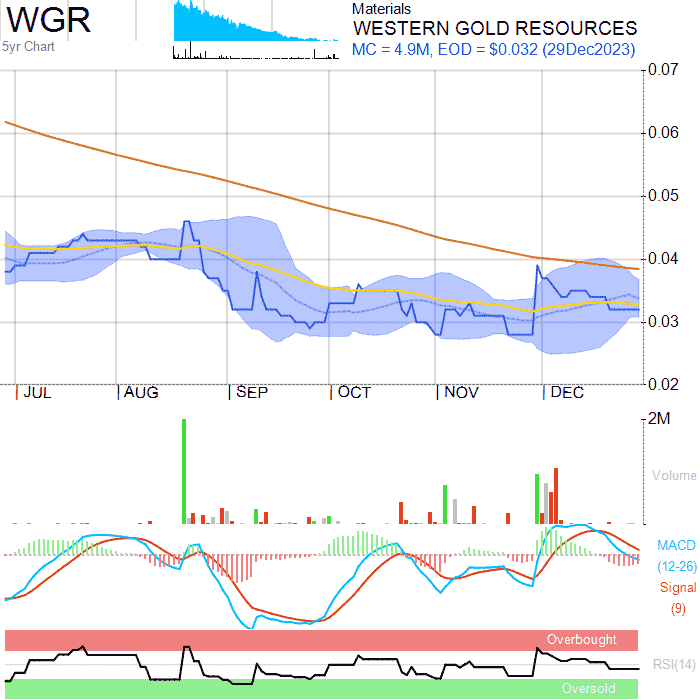 WGR
5yr Chart
Materials
WESTERN GOLD RESOURCES
MC = 4.9M, EOD = $0.032 (29Dec2023)
0.07
0.06
0.05
0.04
0.03
0.02
JUL AUG SEP OCT NOV DEC
2M
Volume
MACD
(12-26)
Signal
(9)
Overbought
RSI(14)
Oversold